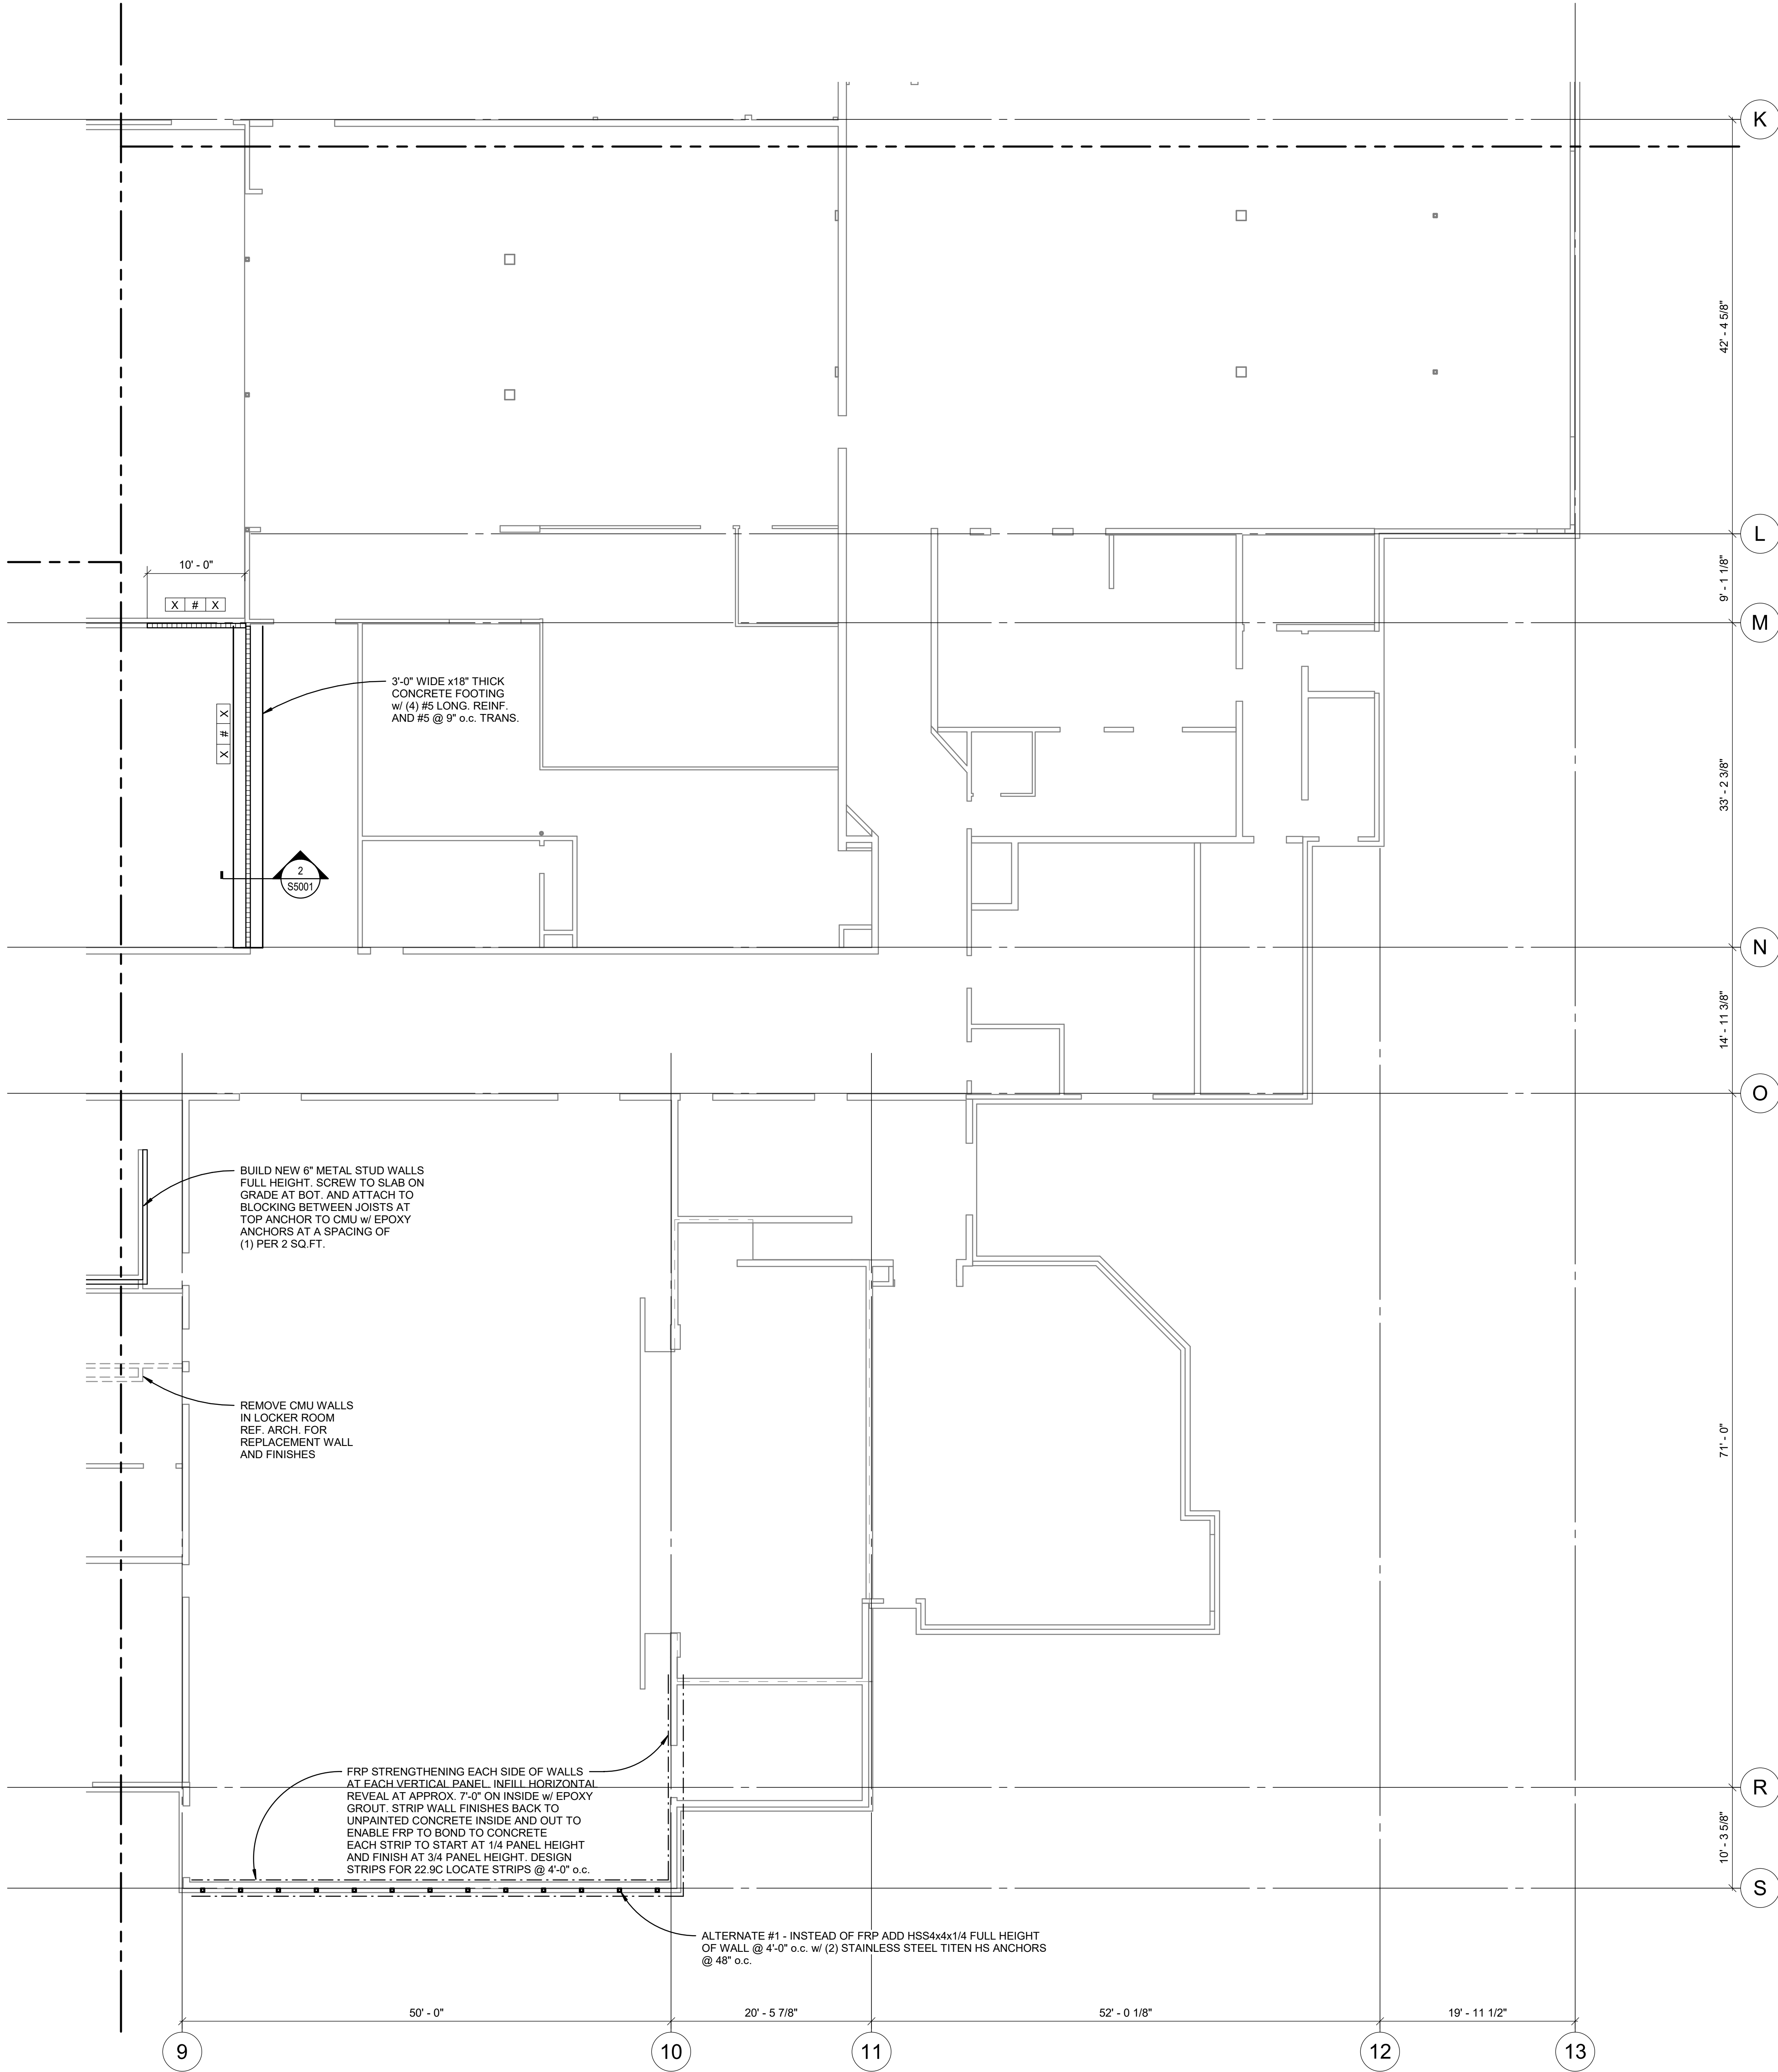 K
42' - 4 5/8"
L
10' - 0"
9' - 1 1/8"
X # X
M
3'-0" WIDE x18" THICK
CONCRETE FOOTING
w/ (4) #5 LONG. REINF.
AND #5 @ 9" o.c. TRANS.
X # X
33' - 2 3/8"
2
S5001
N
14' - 11 3/8"
O
BUILD NEW 6" METAL STUD WALLS
FULL HEIGHT. SCREW TO SLAB ON
GRADE AT BOT. AND ATTACH TO
BLOCKING BETWEEN JOISTS AT
TOP ANCHOR TO CMU w/ EPOXY
ANCHORS AT A SPACING OF
(1) PER 2 SQ.FT.
REMOVE CMU WALLS
IN LOCKER ROOM
REF. ARCH. FOR
REPLACEMENT WALL
AND FINISHES
71' - 0"
FRP STRENGTHENING EACH SIDE OF WALLS
AT EACH VERTICAL PANEL. INFILL HORIZONTAL
REVEAL AT APPROX. 7'-0" ON INSIDE w/ EPOXY
GROUT. STRIP WALL FINISHES BACK TO
UNPAINTED CONCRETE INSIDE AND OUT TO
ENABLE FRP TO BOND TO CONCRETE
EACH STRIP TO START AT 1/4 PANEL HEIGHT
AND FINISH AT 3/4 PANEL HEIGHT. DESIGN
STRIPS FOR 22.9C LOCATE STRIPS @ 4'-0" o.c.
R
10' - 3 5/8"
S
ALTERNATE #1 - INSTEAD OF FRP ADD HSS4x4x1/4 FULL HEIGHT
OF WALL @ 4'-0" o.c. w/ (2) STAINLESS STEEL TITEN HS ANCHORS
@ 48" o.c.
50' - 0"
20' - 5 7/8"
52' - 0 1/8"
19' - 11 1/2"
9
10
11
12
13